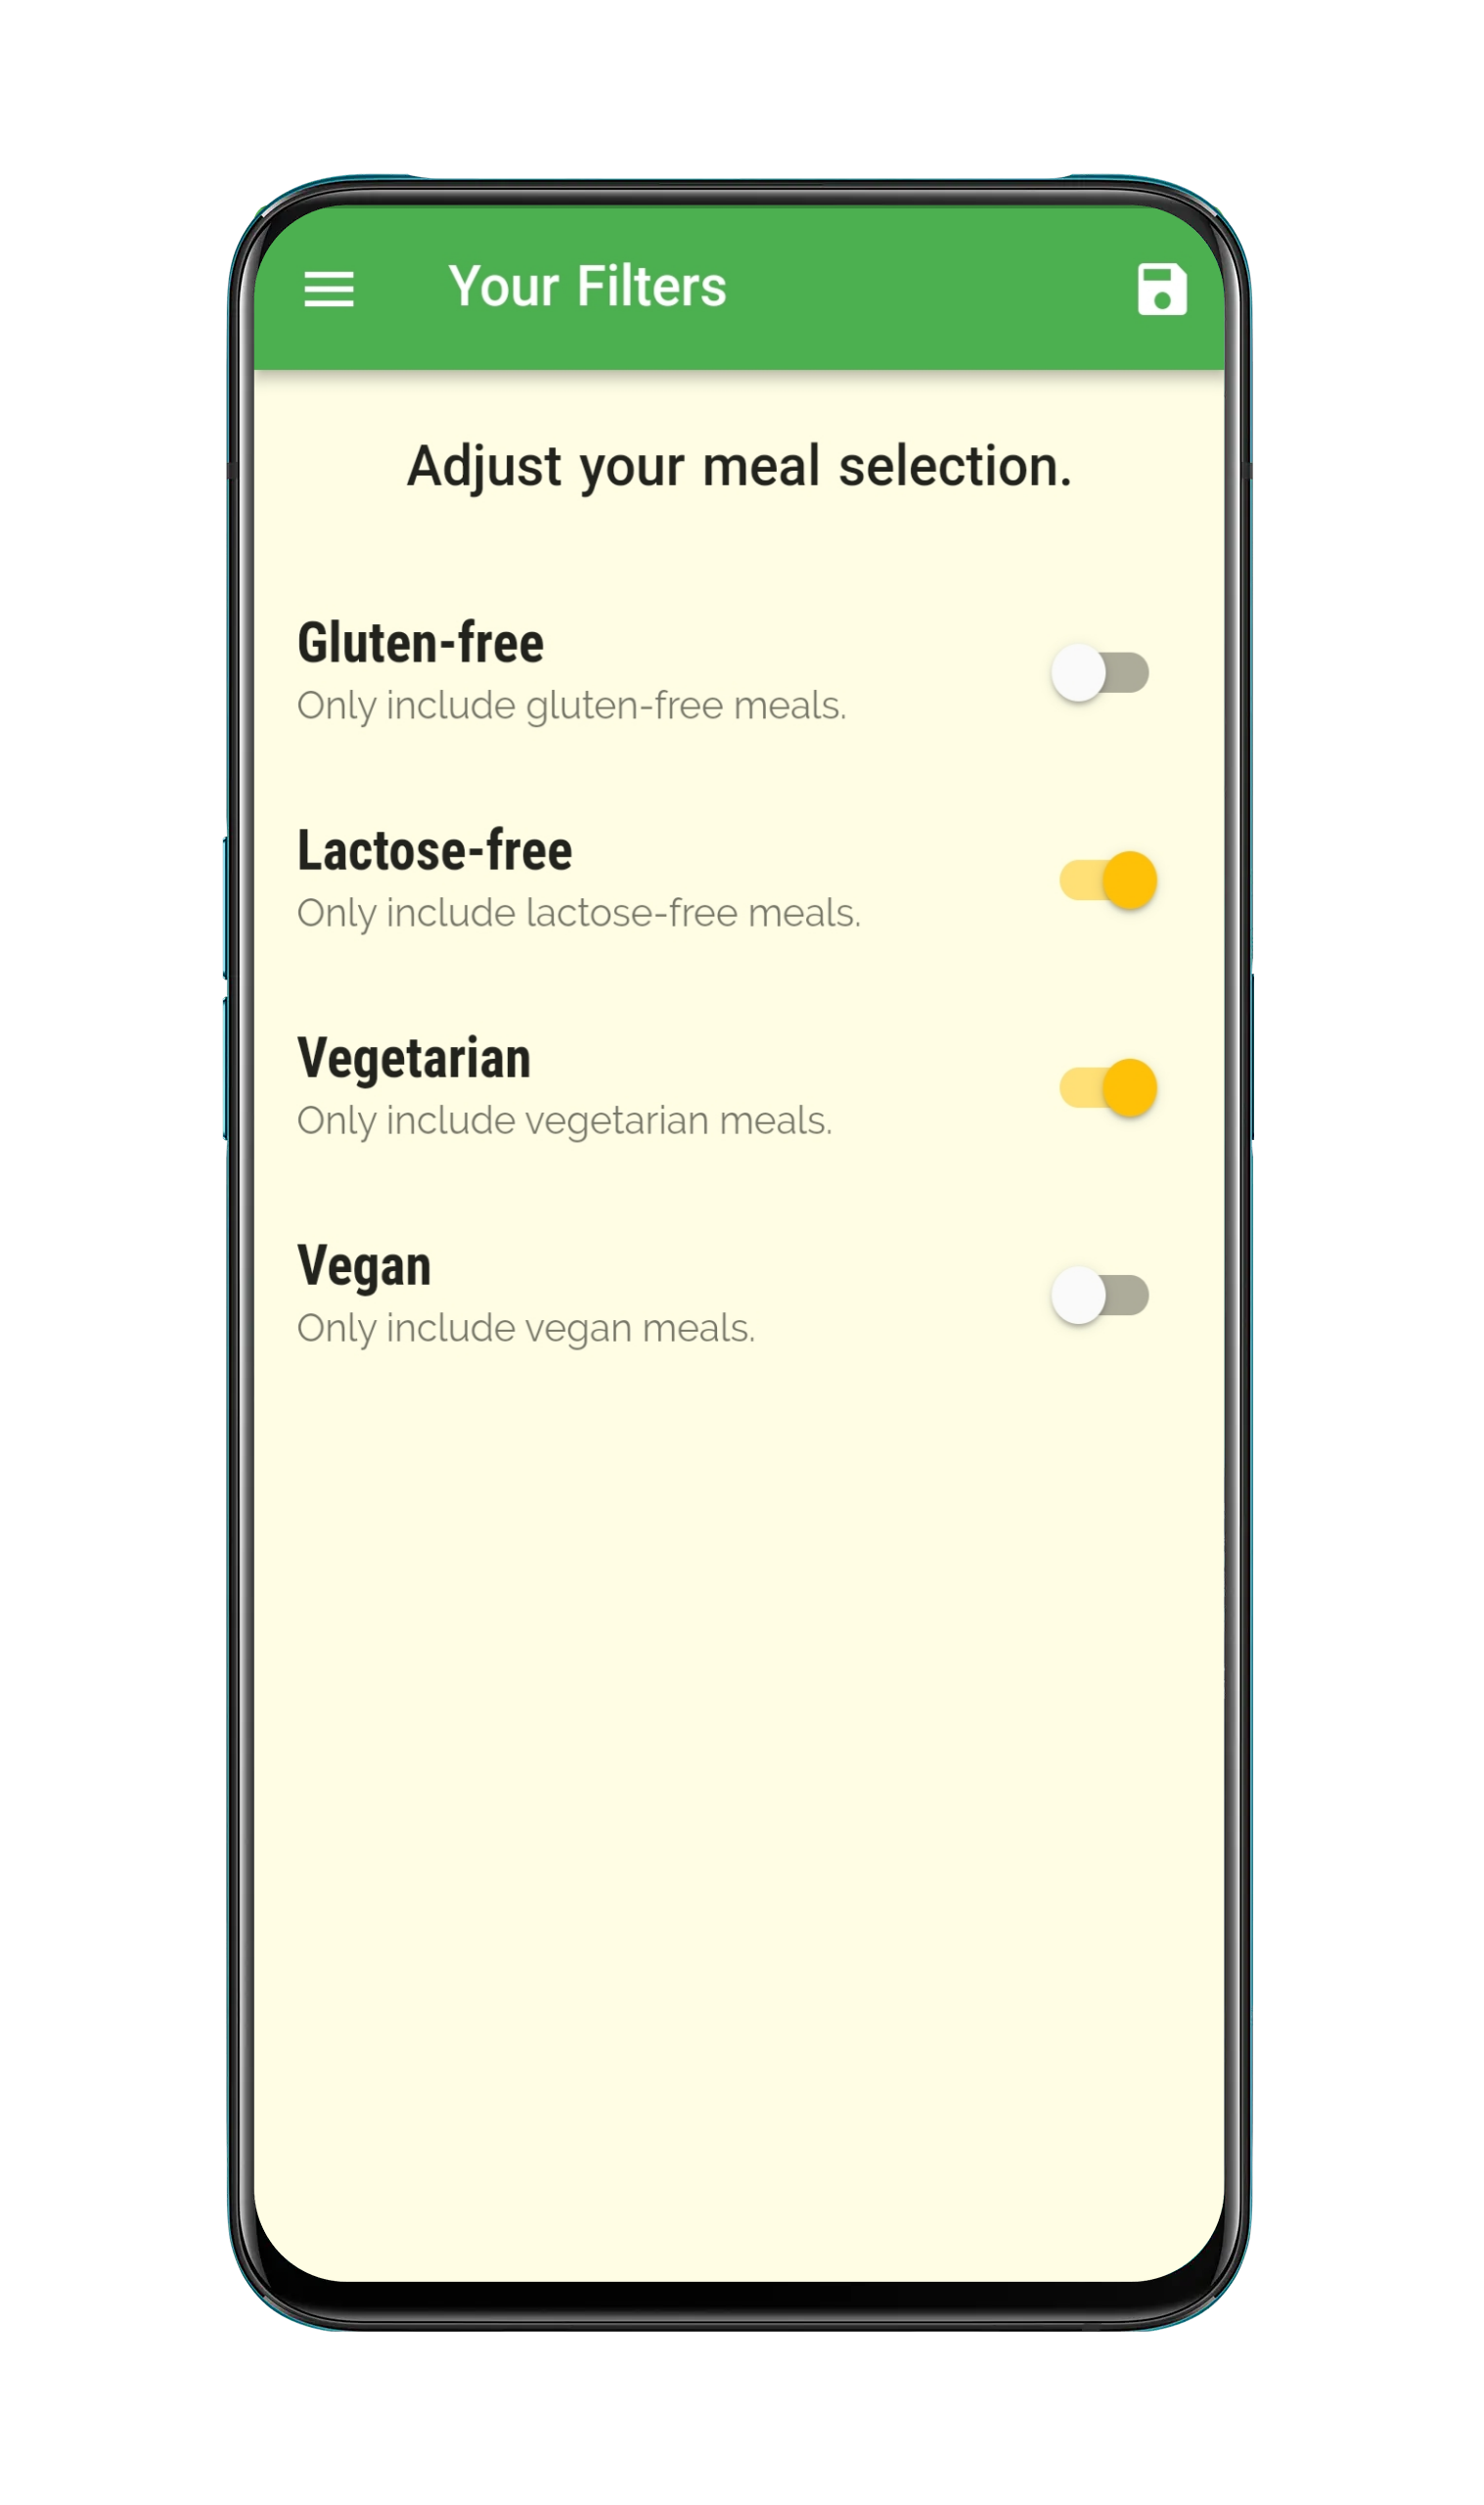 Your Filters
Adjust your meal selection.
Gluten-free
Only include gluten-free meals.
Lactose-free
Only include lactose-free meals.
Vegetarian
Only include vegetarian meals.
Vegan
Only include vegan meals.